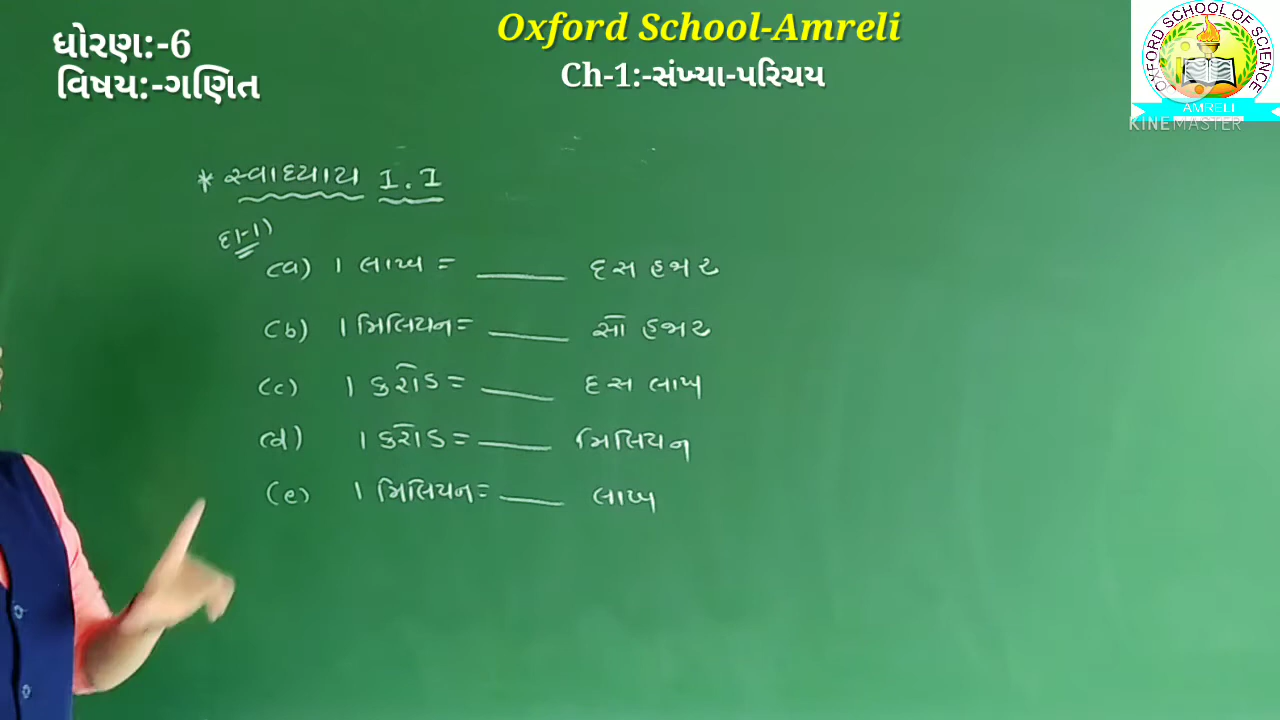 Oxford School-Amreli
ધોરણ:-6
વિષય:-ગણિત
Ch-1:-સંખ્યા-પરિચય
OXFORD SCHOOL OF SCIENCE
AMRELI
KINEMASTER
* સ્વાધ્યાય 1.1
દા-1)
(a) 1 લાખ = ____ દસ હજાર
(b) 1 મિલિયન = ____ સો હજાર
(c) 1 કરોડ = ____ દસ લાખ
(d) 1 કરોડ = ____ મિલિયન
(e) 1 મિલિયન = ____ લાખ